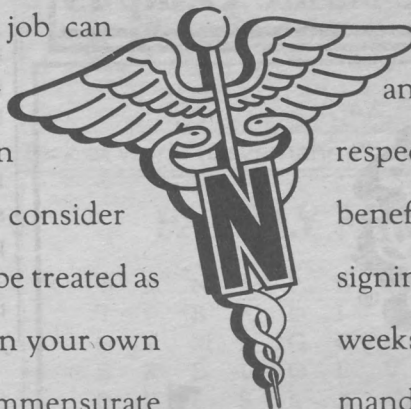 job can
n
consider
be treated as
n your own
mmensurate
N
an
respec
benef
signin
weeks
mand